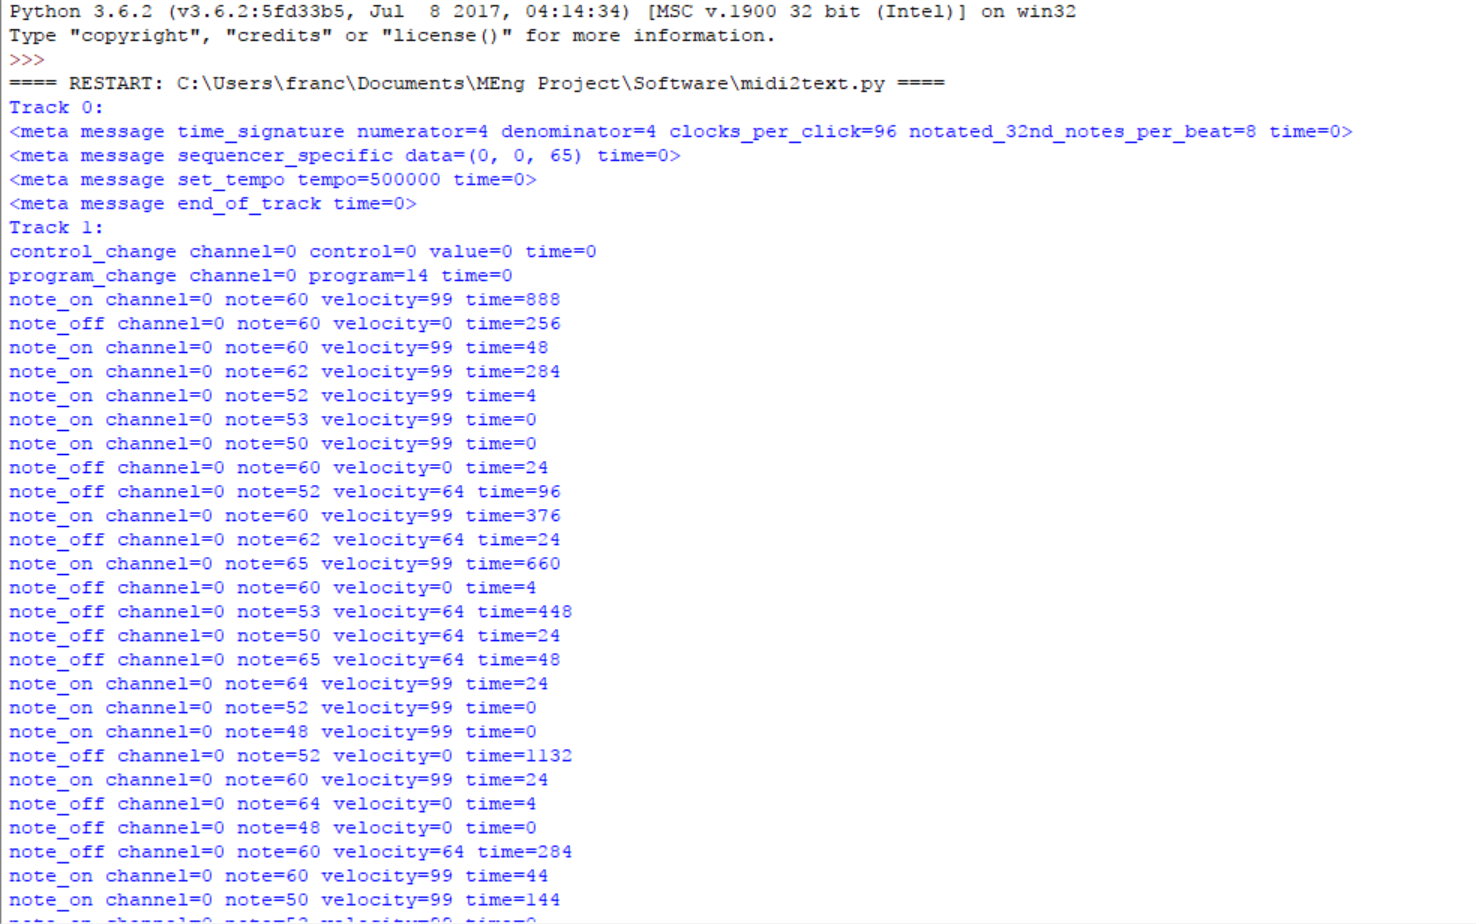 Python 3.6.2 (v3.6.2:5fd33b5, Jul  8 2017, 04:14:34) [MSC v.1900 32 bit (Intel)] on win32
Type "copyright", "credits" or "license()" for more information.
>>>
==== RESTART: C:\Users\franc\Documents\MEng Project\Software\midi2text.py ====
Track 0:
<meta message time_signature numerator=4 denominator=4 clocks_per_click=96 notated_32nd_notes_per_beat=8 time=0>
<meta message sequencer_specific data=(0, 0, 65) time=0>
<meta message set_tempo tempo=500000 time=0>
<meta message end_of_track time=0>
Track 1:
control_change channel=0 control=0 value=0 time=0
program_change channel=0 program=14 time=0
note_on channel=0 note=60 velocity=99 time=888
note_off channel=0 note=60 velocity=0 time=256
note_on channel=0 note=60 velocity=99 time=48
note_on channel=0 note=62 velocity=99 time=284
note_on channel=0 note=52 velocity=99 time=4
note_on channel=0 note=53 velocity=99 time=0
note_on channel=0 note=50 velocity=99 time=0
note_off channel=0 note=60 velocity=0 time=24
note_off channel=0 note=52 velocity=64 time=96
note_on channel=0 note=60 velocity=99 time=376
note_off channel=0 note=62 velocity=64 time=24
note_on channel=0 note=65 velocity=99 time=660
note_off channel=0 note=60 velocity=0 time=4
note_off channel=0 note=53 velocity=64 time=448
note_off channel=0 note=50 velocity=64 time=24
note_off channel=0 note=65 velocity=64 time=48
note_on channel=0 note=64 velocity=99 time=24
note_on channel=0 note=52 velocity=99 time=0
note_on channel=0 note=48 velocity=99 time=0
note_off channel=0 note=52 velocity=0 time=1132
note_on channel=0 note=60 velocity=99 time=24
note_off channel=0 note=64 velocity=0 time=4
note_off channel=0 note=48 velocity=0 time=0
note_off channel=0 note=60 velocity=64 time=284
note_on channel=0 note=60 velocity=99 time=44
note_on channel=0 note=50 velocity=99 time=144